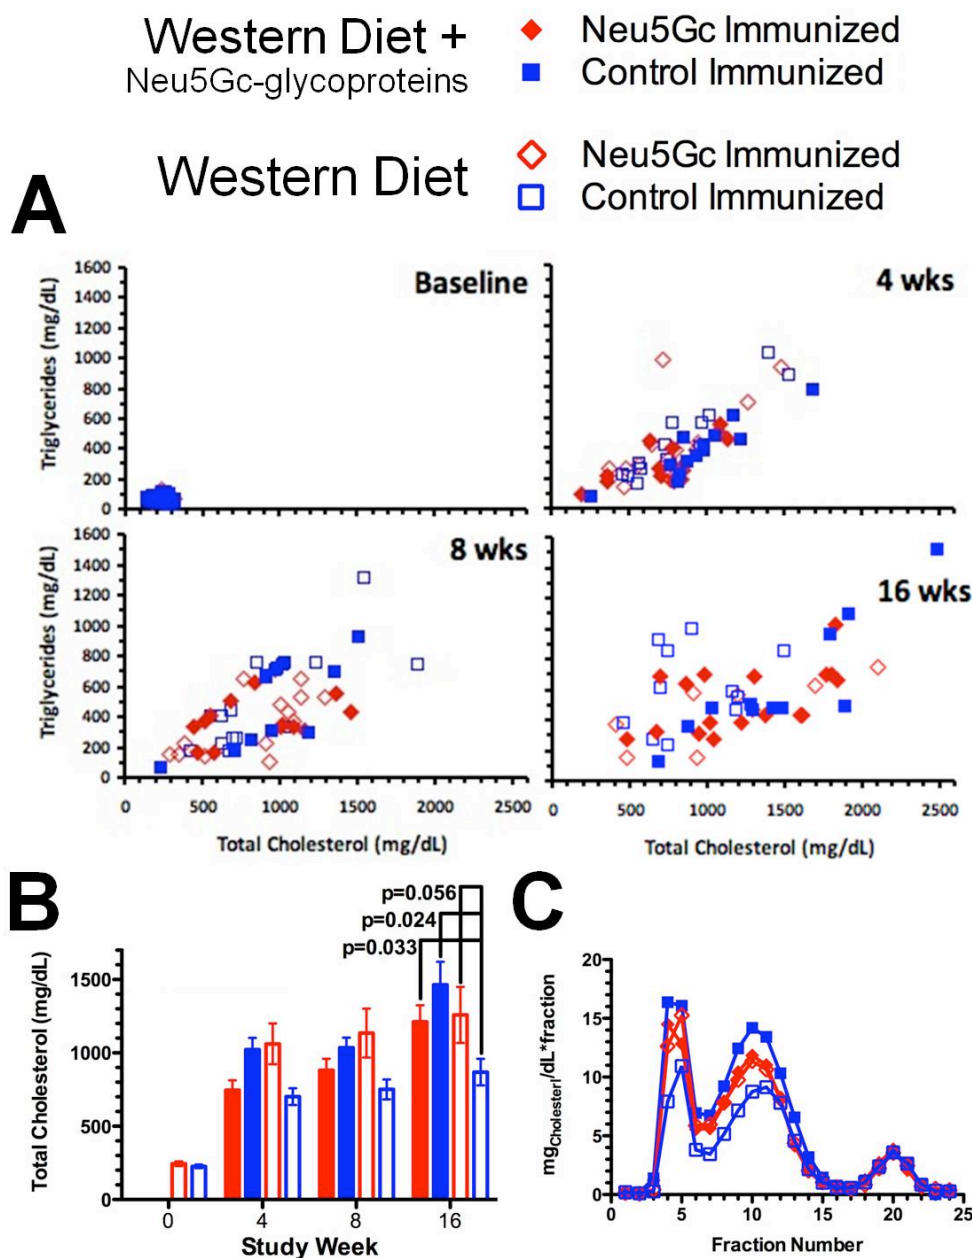 Western Diet +
Neu5Gc-glycoproteins
Neu5Gc Immunized
Control Immunized
Western Diet
Neu5Gc Immunized
Control Immunized
A
Triglycerides (mg/dL)
1600
1400
1200
1000
800
600
400
200
0
Baseline
4 wks
Triglycerides (mg/dL)
1600
1400
1200
1000
800
600
400
200
0
8 wks
16 wks
0 500 1000 1500 2000 2500
0 500 1000 1500 2000 2500
Total Cholesterol (mg/dL)
Total Cholesterol (mg/dL)
B
p=0.056
p=0.024
p=0.033
Total Cholesterol (mg/dL)
1500
1000
500
0
0 4 8 16
Study Week
C
mgCholesterl/dL*fraction
20
15
10
5
0
0 5 10 15 20 25
Fraction Number